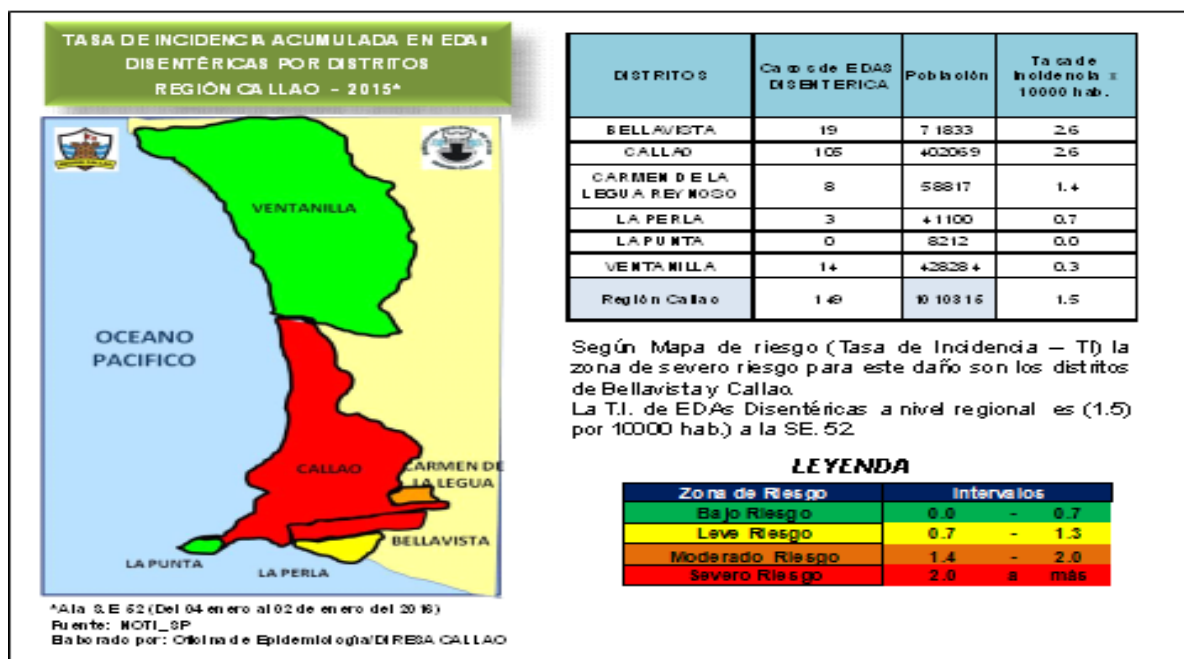 TASA DE INCIDENCIA ACUMULADA EN EDAs
DISENTÉRICAS POR DISTRITOS
REGIÓN CALLAO - 2015*
VENTANILLA
OCEANO
PACIFICO
CALLAO
CARMEN DE
LA LEGUA
BELLAVISTA
LA PUNTA
LA PERLA
*A la S.E 52 (Del 04 enero al 02 de enero del 2016)
Fuente: NOTI_SP
Elaborado por: Oficina de Epidemiología/DIRESA CALLAO
DISTRITOS | Casos de EDAS DISENTERICA | Población | Tasa de Incidencia x 10000 hab.
BELLAVISTA | 19 | 71833 | 2.6
CALLAO | 105 | 402069 | 2.6
CARMEN DE LA LEGUA REYNOSO | 8 | 58817 | 1.4
LA PERLA | 3 | 41100 | 0.7
LA PUNTA | 0 | 8212 | 0.0
VENTANILLA | 14 | 428284 | 0.3
Región Callao | 149 | 1010315 | 1.5
Según Mapa de riesgo (Tasa de Incidencia – TI) la
zona de severo riesgo para este daño son los distritos
de Bellavista y Callao.
La T.I. de EDAs Disentéricas a nivel regional es (1.5)
por 10000 hab.) a la SE. 52
LEYENDA
Zona de Riesgo | Intervalos
Bajo Riesgo | 0.0 - 0.7
Leve Riesgo | 0.7 - 1.3
Moderado Riesgo | 1.4 - 2.0
Severo Riesgo | 2.0 a más